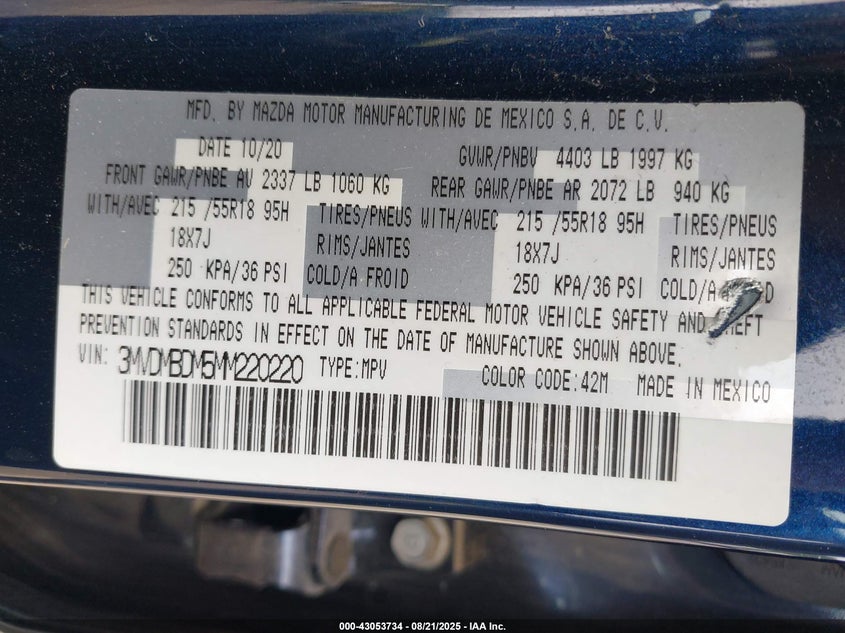 MFD. BY MAZDA MOTOR MANUFACTURING DE MEXICO S.A. DE C.V.
DATE 10/20 GVWR/PNBV 4403 LB 1997 KG
FRONT GAWR/PNBE AV 2337 LB 1060 KG REAR GAWR/PNBE AR 2072 LB 940 KG
WITH/AVEC 215 /55R18 95H TIRES/PNEUS WITH/AVEC 215 /55R18 95H TIRES/PNEUS
18X7J RIMS/JANTES 18X7J RIMS/JANTES
250 KPA/36 PSI COLD/A FROID 250 KPA/36 PSI COLD/A
THIS VEHICLE CONFORMS TO ALL APPLICABLE FEDERAL MOTOR VEHICLE SAFETY AND THEFT
PREVENTION STANDARDS IN EFFECT ON THE DATE OF MANUFACTURE SHOWN ABOVE.
VIN: 3MVDMBDM5MM220220 TYPE:MPV COLOR CODE:42M MADE IN MEXICO
000-43053734 - 08/21/2025 - IAA Inc.